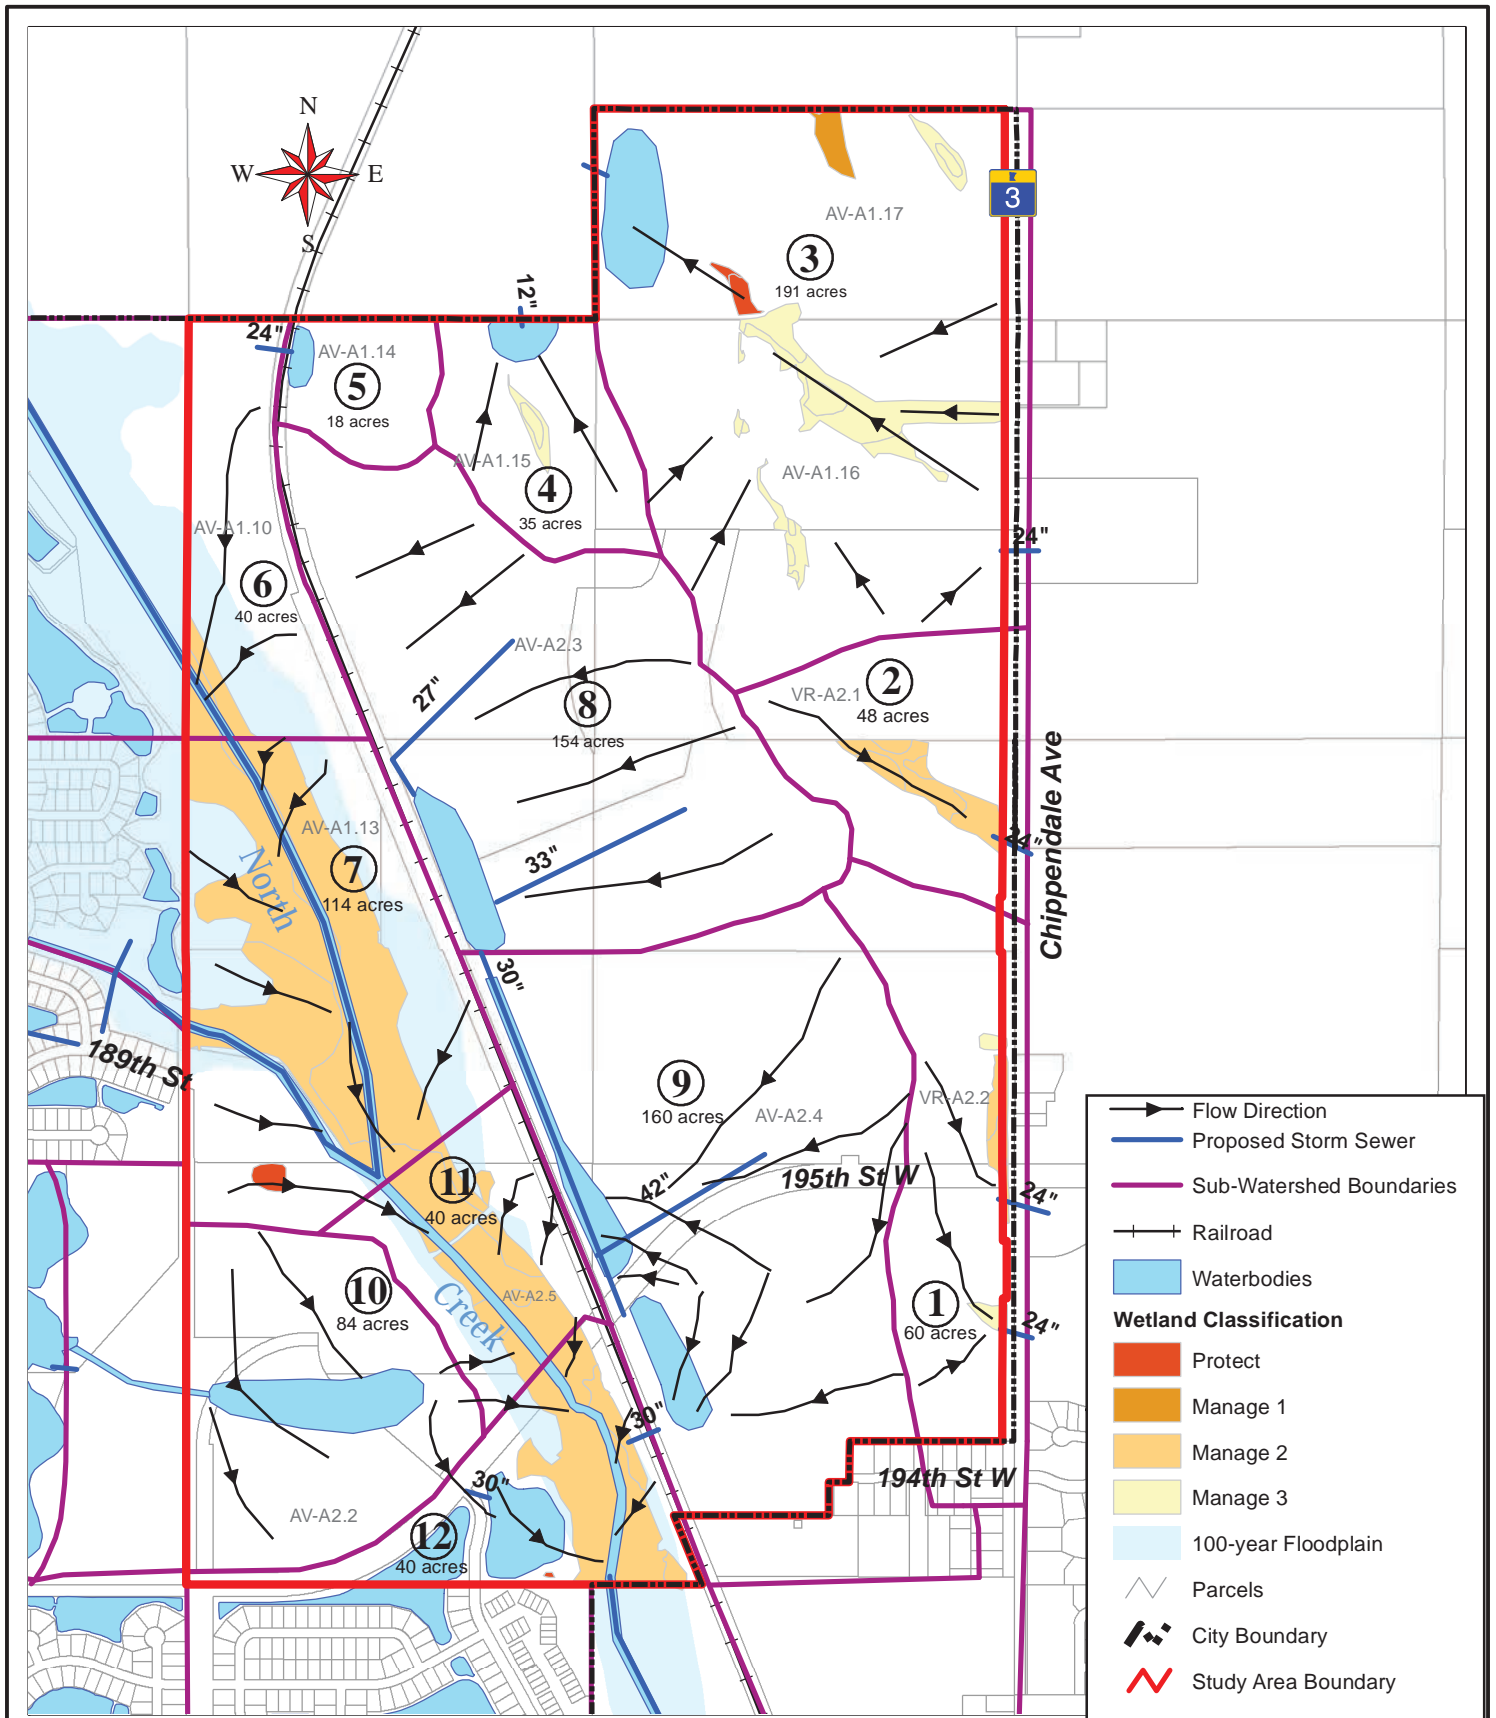 N
W
E
S
3
AV-A1.17
3
191 acres
12"
24"
AV-A1.14
5
18 acres
AV-A1.15
4
35 acres
AV-A1.16
AV-A1.10
24"
6
40 acres
AV-A2.3
27"
8
154 acres
VR-A2.1
2
48 acres
Chippendale Ave
AV-A1.13
North
7
114 acres
33"
24"
30"
189th St
9
160 acres
AV-A2.4
VR-A2.2
195th St W
42"
24"
11
40 acres
10
84 acres
Creek
AV-A2.5
1
60 acres
24"
30"
30"
194th St W
AV-A2.2
12
40 acres
Flow Direction
Proposed Storm Sewer
Sub-Watershed Boundaries
Railroad
Waterbodies
Wetland Classification
Protect
Manage 1
Manage 2
Manage 3
100-year Floodplain
Parcels
City Boundary
Study Area Boundary